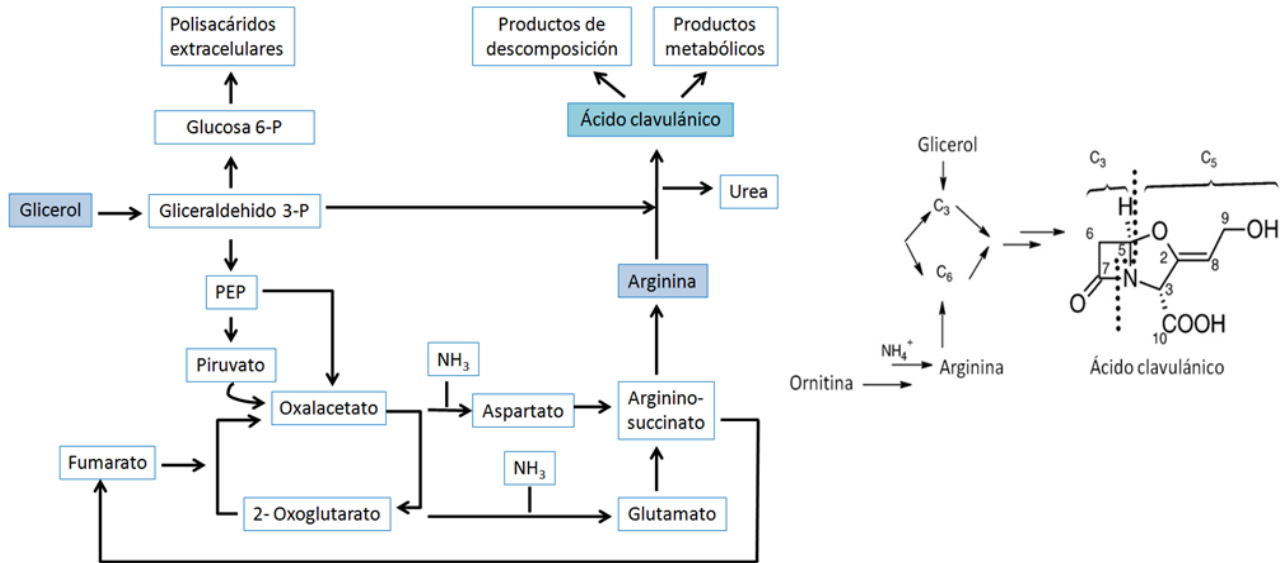 Polisacáridos
extracelulares
Productos de
descomposición
Productos
metabólicos
Glucosa 6-P
Ácido clavulánico
Glicerol
Gliceraldehido 3-P
Urea
PEP
Arginina
Piruvato
NH3
Oxalacetato
Aspartato
Arginino-
succinato
Fumarato
NH3
2- Oxoglutarato
Glutamato
Glicerol
C3
C6
NH4+
Ornitina
Arginina
C3
C5
H
6
5
O
9
OH
2
8
7
N
3
O
10
COOH
Ácido clavulánico